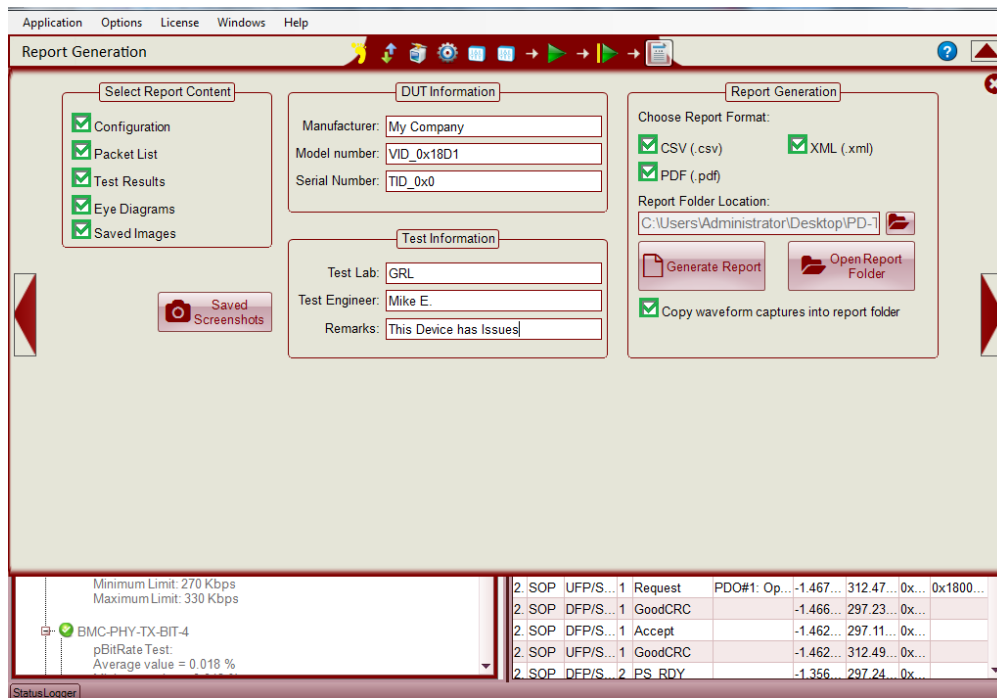 Application Options License Windows Help
Report Generation
Select Report Content
Configuration
Packet List
Test Results
Eye Diagrams
Saved Images
Saved
Screenshots
DUT Information
Manufacturer: My Company
Model number: VID_0x18D1
Serial Number: TID_0x0
Test Information
Test Lab: GRL
Test Engineer: Mike E.
Remarks: This Device has Issues
Report Generation
Choose Report Format:
CSV (.csv) XML (.xml)
PDF (.pdf)
Report Folder Location:
C:\Users\Administrator\Desktop\PD-T
Generate Report
Open Report
Folder
Copy waveform captures into report folder
Minimum Limit: 270 Kbps
Maximum Limit: 330 Kbps
BMC-PHY-TX-BIT-4
pBitRate Test:
Average value = 0.018 %
2. SOP UFP/S... 1 Request PDO#1: Op... -1.467... 312.47... 0x... 0x1800...
2. SOP DFP/S... 1 GoodCRC -1.466... 297.23... 0x...
2. SOP DFP/S... 1 Accept -1.462... 297.11... 0x...
2. SOP UFP/S... 1 GoodCRC -1.462... 312.49... 0x...
2. SOP DFP/S... 2 PS_RDY -1.356... 297.24... 0x...
StatusLogger